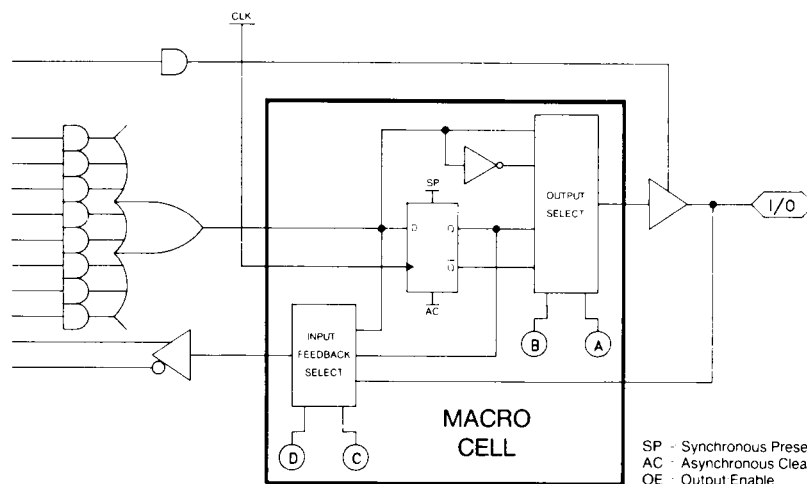 CLK
SP
OUTPUT
SELECT
D
Q
Q
I/O
AC
INPUT
FEEDBACK
SELECT
B
A
MACRO
CELL
D
C
SP - Synchronous Prese
AC - Asynchronous Clea
OE - Output Enable